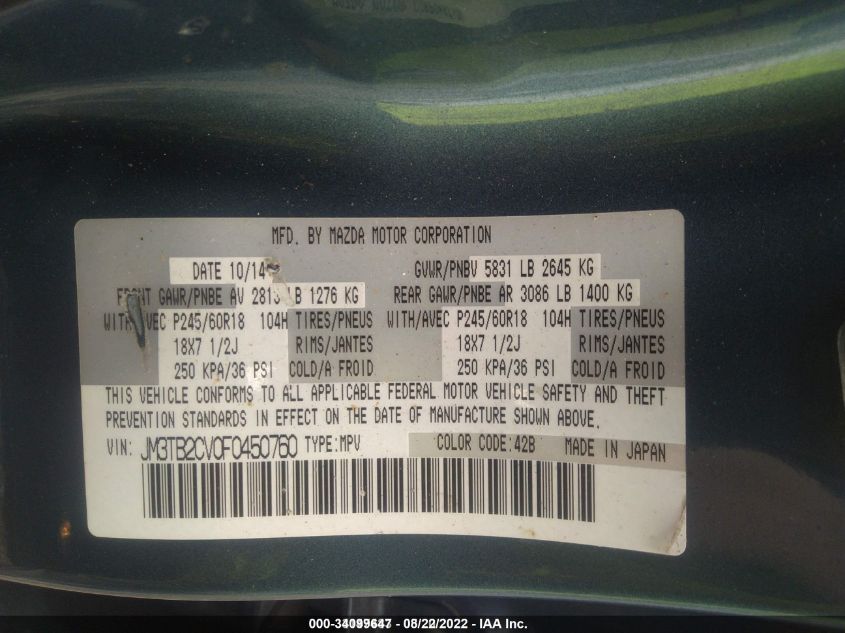 MFD. BY MAZDA MOTOR CORPORATION
DATE 10/14 GVWR/PNBV 5831 LB 2645 KG
FRONT GAWR/PNBE AV 2813 LB 1276 KG REAR GAWR/PNBE AR 3086 LB 1400 KG
WITH/AVEC P245/60R18 104H TIRES/PNEUS WITH/AVEC P245/60R18 104H TIRES/PNEUS
18X7 1/2J RIMS/JANTES 18X7 1/2J RIMS/JANTES
250 KPA/36 PSI COLD/A FROID 250 KPA/36 PSI COLD/A FROID
THIS VEHICLE CONFORMS TO ALL APPLICABLE FEDERAL MOTOR VEHICLE SAFETY AND THEFT
PREVENTION STANDARDS IN EFFECT ON THE DATE OF MANUFACTURE SHOWN ABOVE.
VIN: JM3TB2CV0F0450760 TYPE:MPV COLOR CODE:42B MADE IN JAPAN
000-34099647 - 08/22/2022 - IAA Inc.